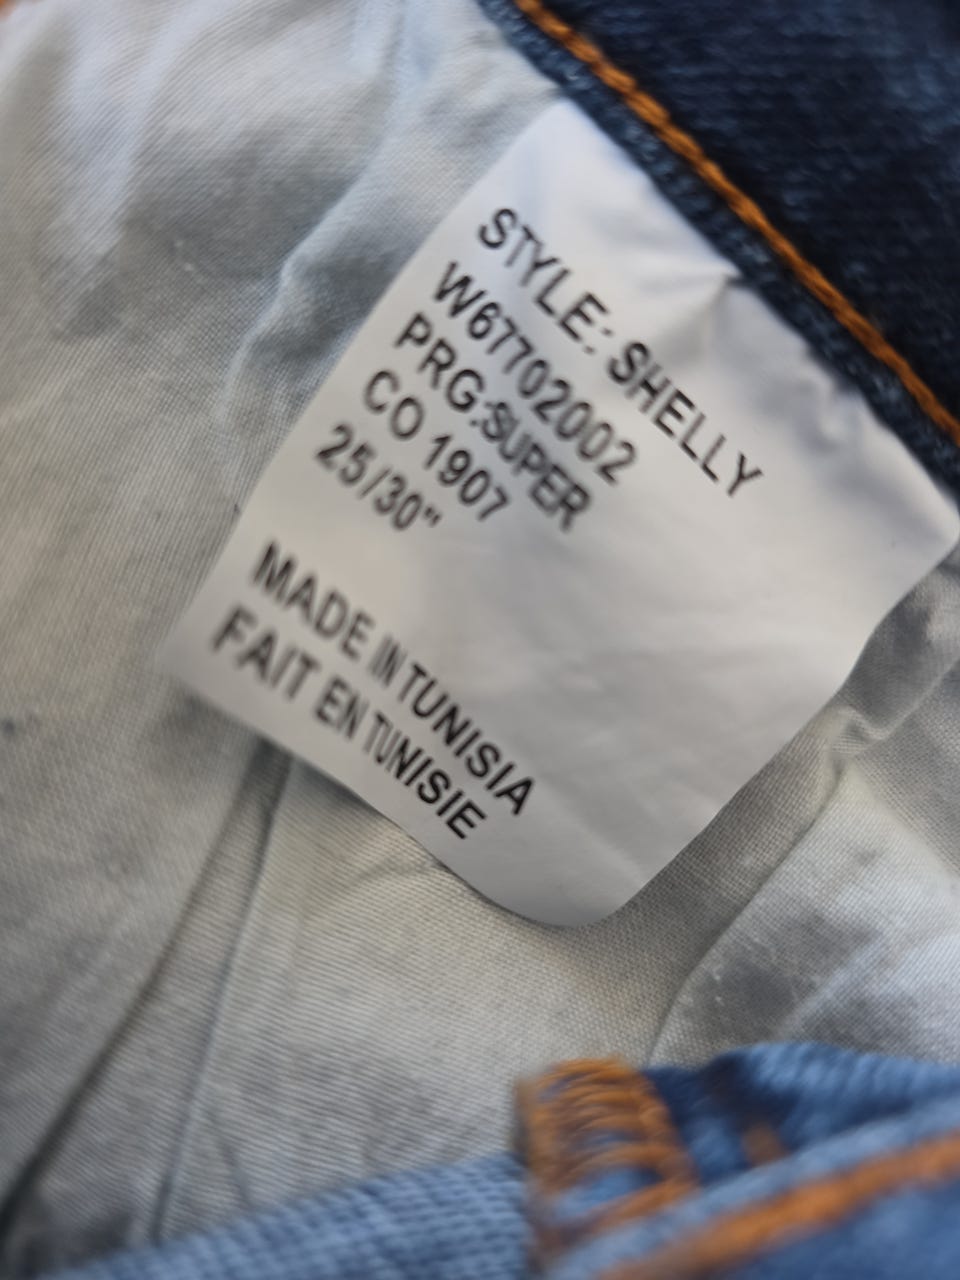 STYLE: SHELLY
W67702002
PRG:SUPER
CO 1907
25/30"
MADE IN TUNISIA
FAIT EN TUNISIE